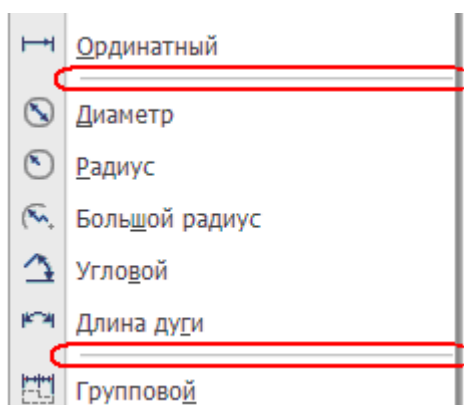 Ординатный
Диаметр
Радиус
Большой радиус
Угловой
Длина дуги
Групповой